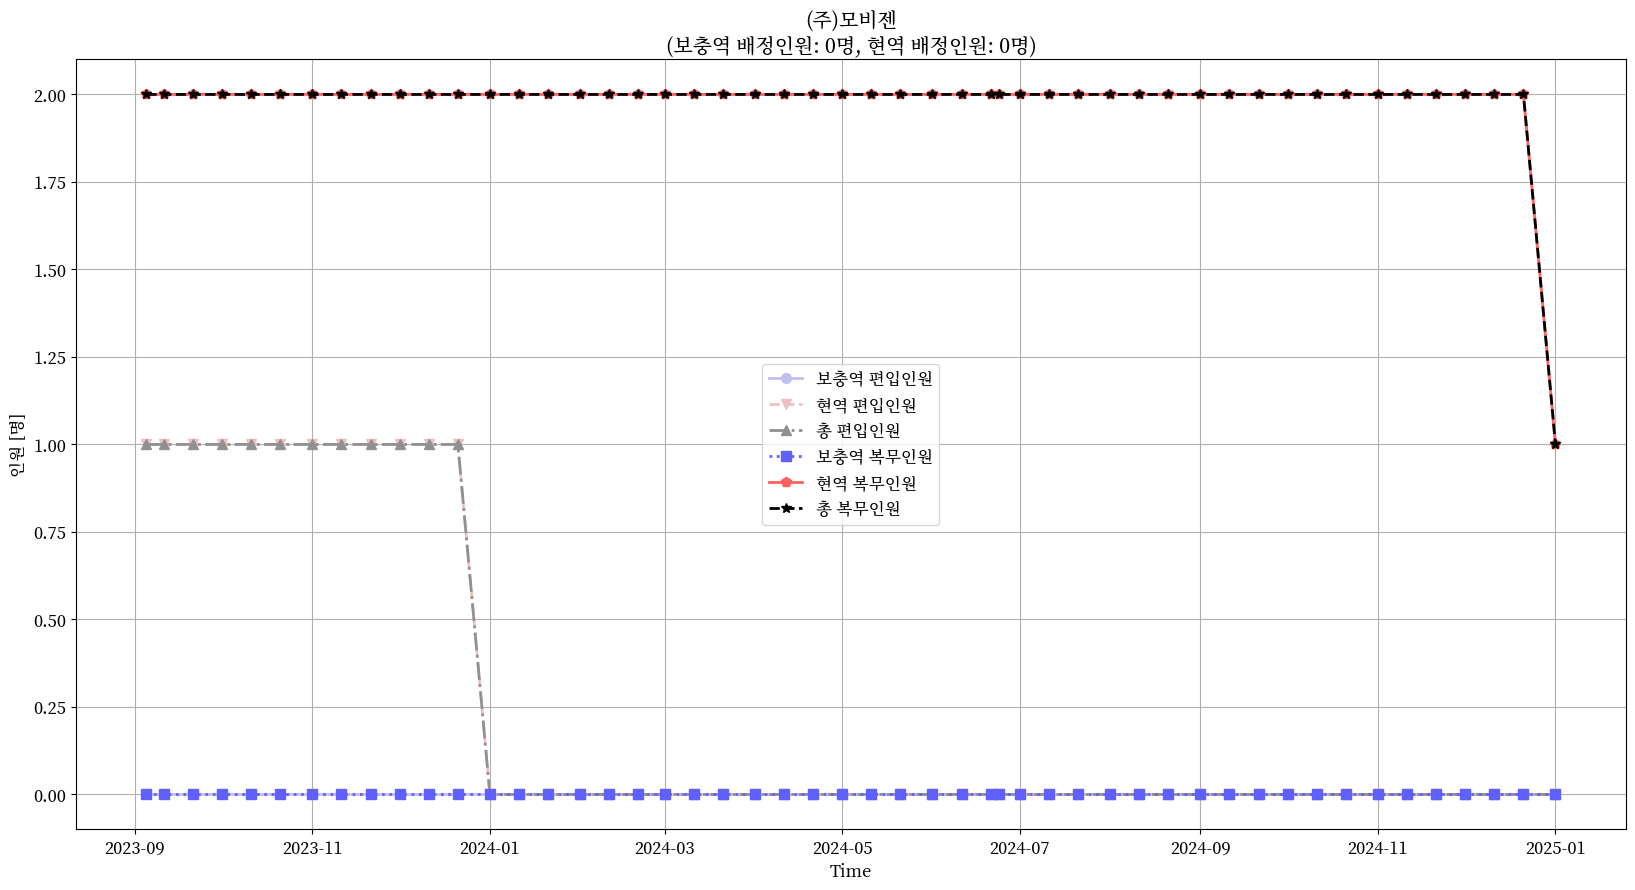 (주)모비젠
(보충역 배정인원: 0명, 현역 배정인원: 0명)
인원 [명]
2.00
1.75
1.50
1.25
1.00
0.75
0.50
0.25
0.00
보충역 편입인원
현역 편입인원
총 편입인원
보충역 복무인원
현역 복무인원
총 복무인원
2023-09
2023-11
2024-01
2024-03
2024-05
2024-07
2024-09
2024-11
2025-01
Time